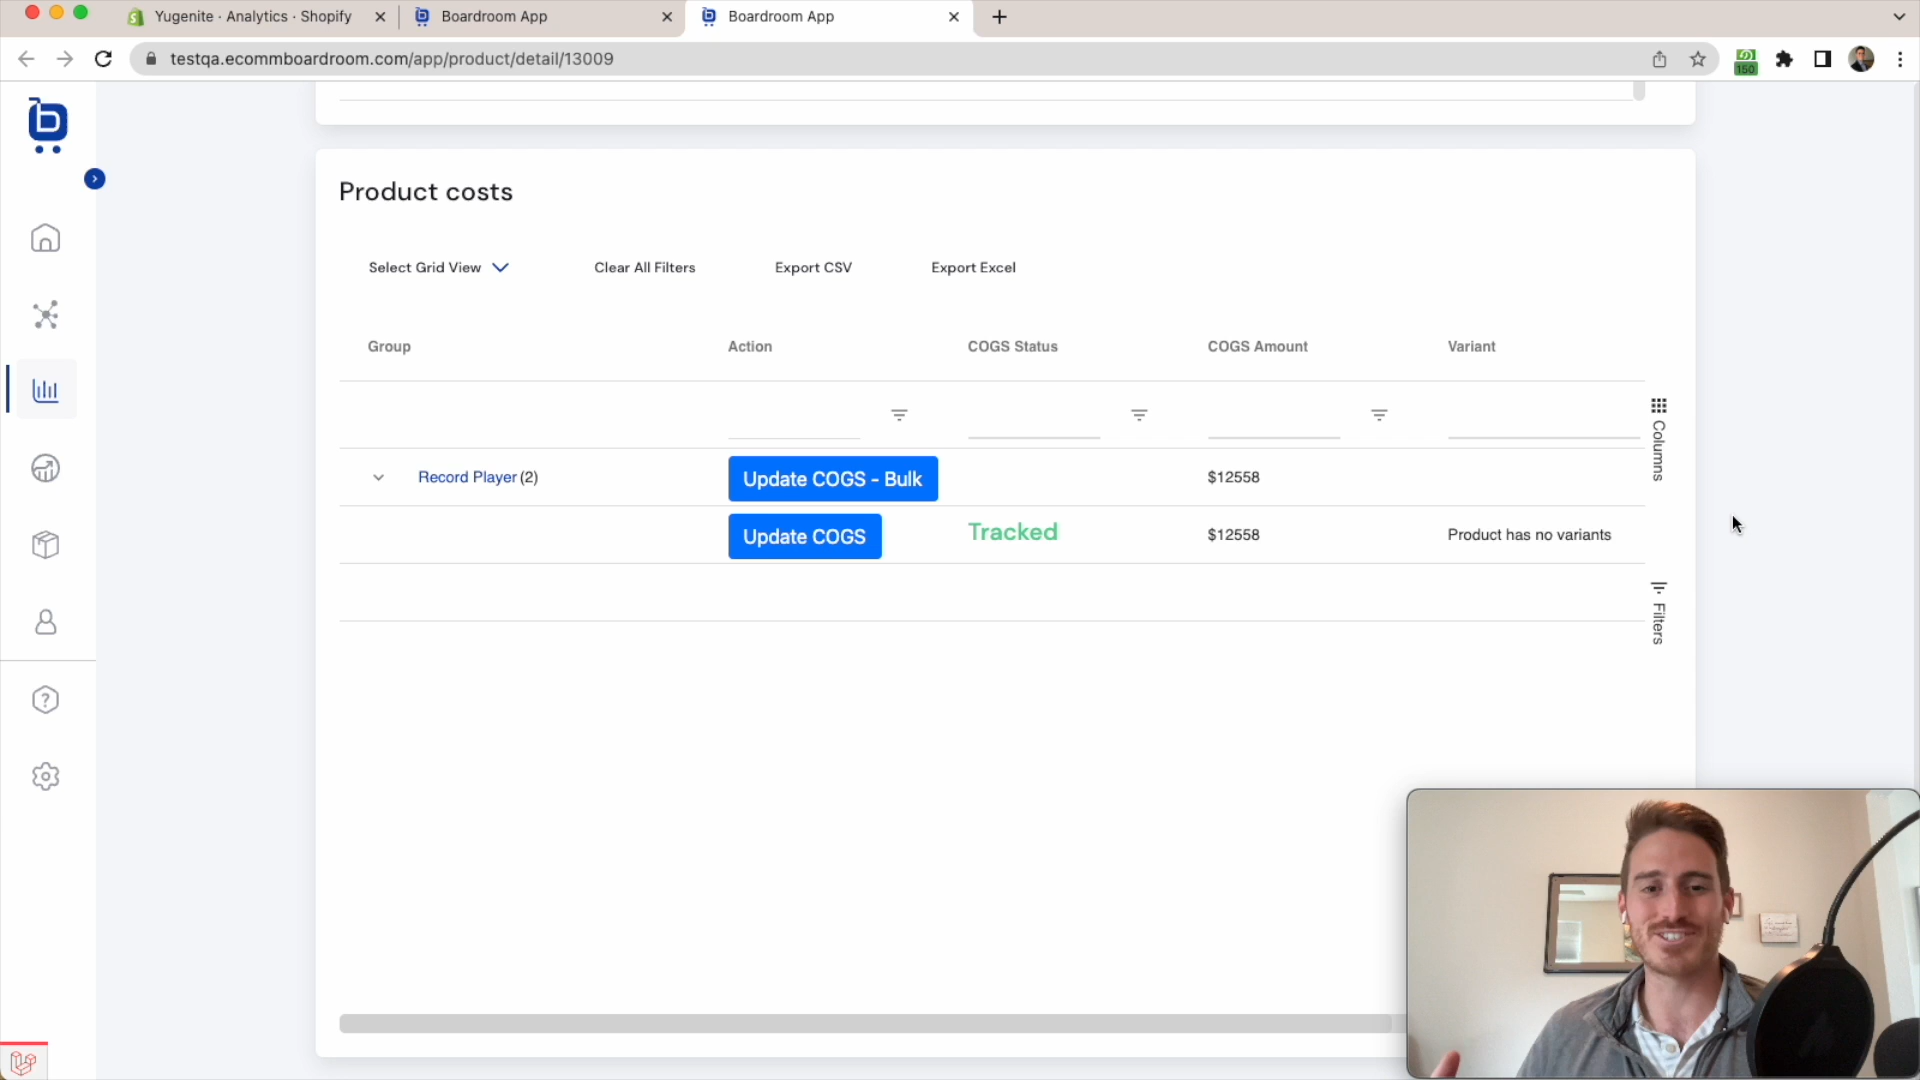 Yugenite · Analytics · Shopify
Boardroom App
Boardroom App
testqa.ecommboardroom.com/app/product/detail/13009
150
Product costs
Select Grid View
Clear All Filters
Export CSV
Export Excel
Group
Action
COGS Status
COGS Amount
Variant
Columns
Record Player (2)
Update COGS - Bulk
$12558
Update COGS
Tracked
$12558
Product has no variants
Filters